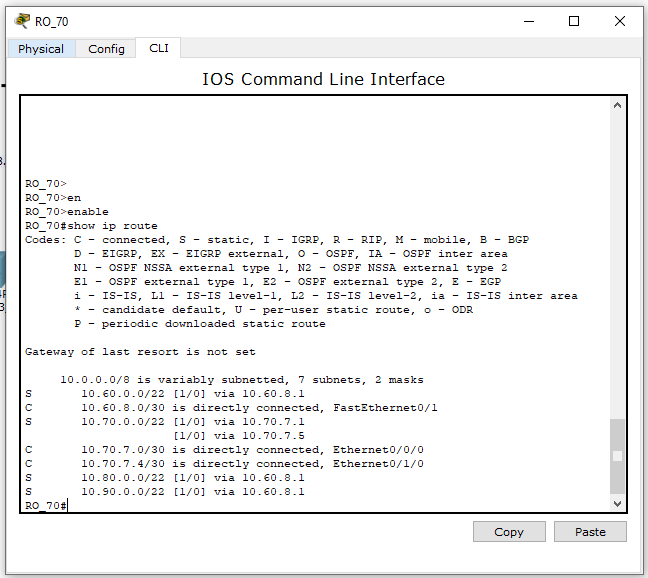 RO_70
Physical Config CLI
IOS Command Line Interface
RO_70>
RO_70>en
RO_70>enable
RO_70#show ip route
Codes: C - connected, S - static, I - IGRP, R - RIP, M - mobile, B - BGP
D - EIGRP, EX - EIGRP external, O - OSPF, IA - OSPF inter area
N1 - OSPF NSSA external type 1, N2 - OSPF NSSA external type 2
E1 - OSPF external type 1, E2 - OSPF external type 2, E - EGP
i - IS-IS, L1 - IS-IS level-1, L2 - IS-IS level-2, ia - IS-IS inter area
* - candidate default, U - per-user static route, o - ODR
P - periodic downloaded static route
Gateway of last resort is not set
10.0.0.0/8 is variably subnetted, 7 subnets, 2 masks
S 10.60.0.0/22 [1/0] via 10.60.8.1
C 10.60.8.0/30 is directly connected, FastEthernet0/1
S 10.70.0.0/22 [1/0] via 10.70.7.1
[1/0] via 10.70.7.5
C 10.70.7.0/30 is directly connected, Ethernet0/0/0
C 10.70.7.4/30 is directly connected, Ethernet0/1/0
S 10.80.0.0/22 [1/0] via 10.60.8.1
S 10.90.0.0/22 [1/0] via 10.60.8.1
RO_70#
Copy Paste